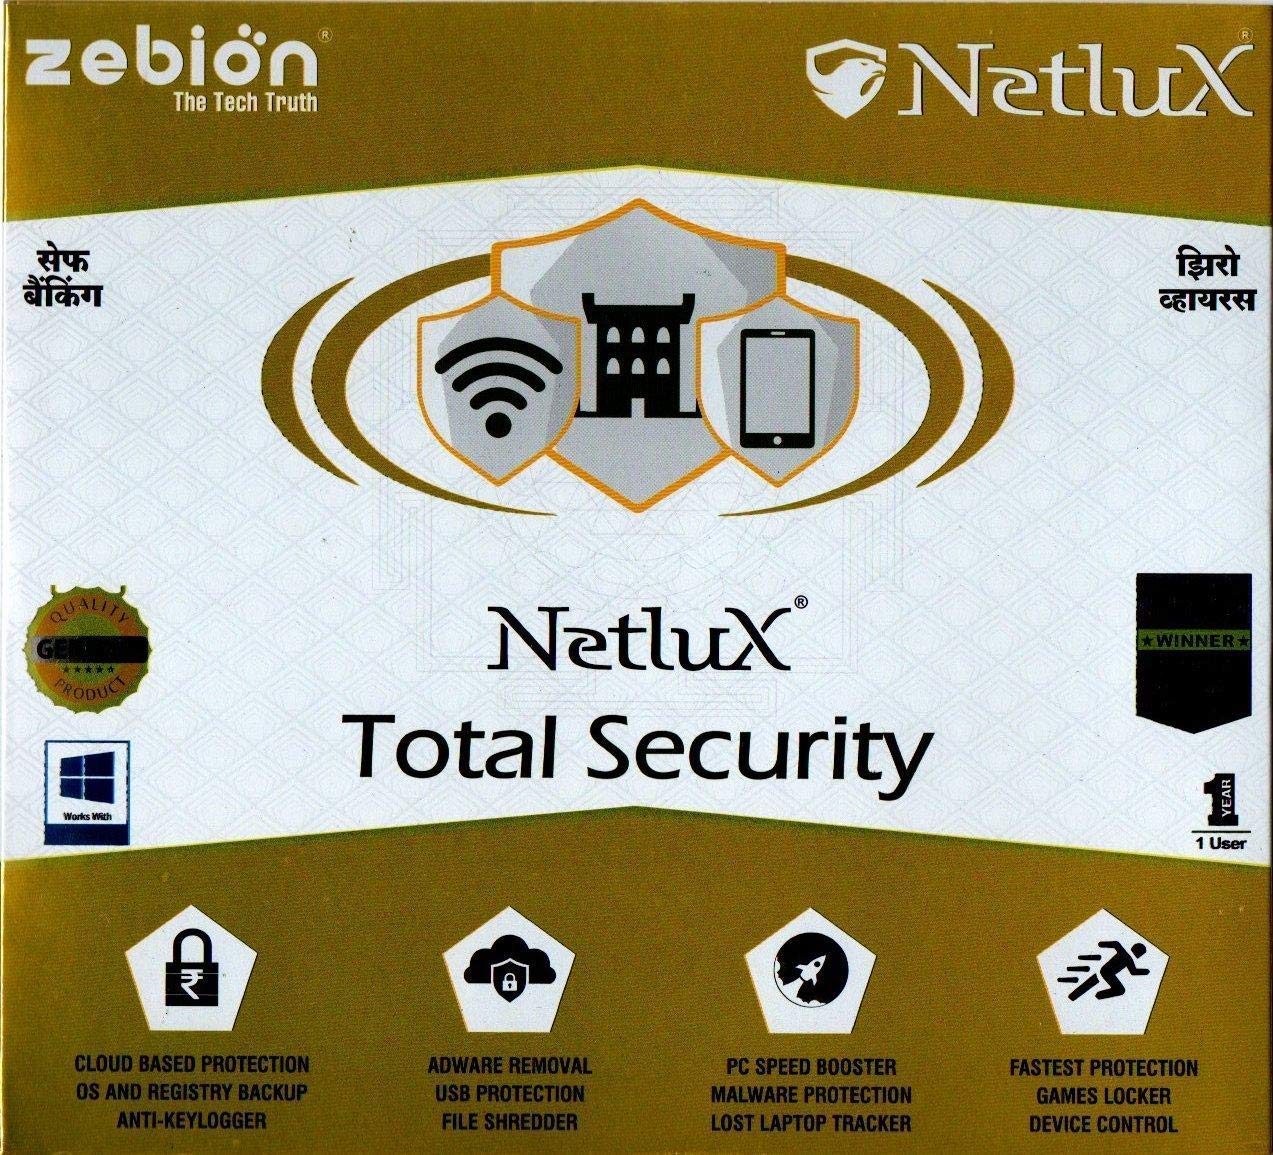 zebion®
The Tech Truth
NetluX®
सेफ
बैंकिंग
झिरो
व्हायरस
QUALITY
PRODUCT
★WINNER★
NetluX®
Total Security
Works With
1 YEAR
1 User
CLOUD BASED PROTECTION
OS AND REGISTRY BACKUP
ANTI-KEYLOGGER
ADWARE REMOVAL
USB PROTECTION
FILE SHREDDER
PC SPEED BOOSTER
MALWARE PROTECTION
LOST LAPTOP TRACKER
FASTEST PROTECTION
GAMES LOCKER
DEVICE CONTROL